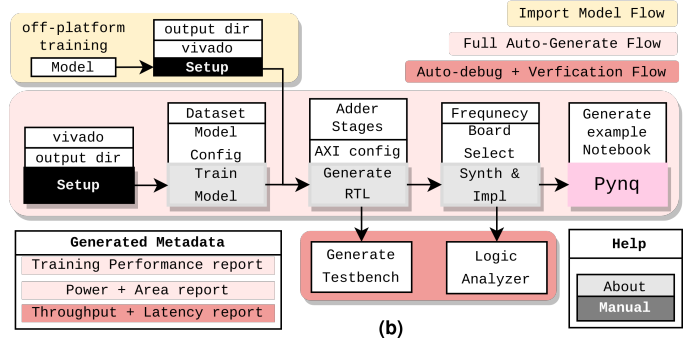 off-platform
training
Model
output dir
vivado
Setup
Import Model Flow
Full Auto-Generate Flow
Auto-debug + Verfication Flow
vivado
output dir
Setup
Dataset
Model
Config
Train
Model
Adder
Stages
AXI config
Generate
RTL
Frequnecy
Board
Select
Synth &
Impl
Generate
example
Notebook
Pynq
Generated Metadata
Training Performance report
Power + Area report
Throughput + Latency report
Generate
Testbench
Logic
Analyzer
Help
About
Manual
(b)